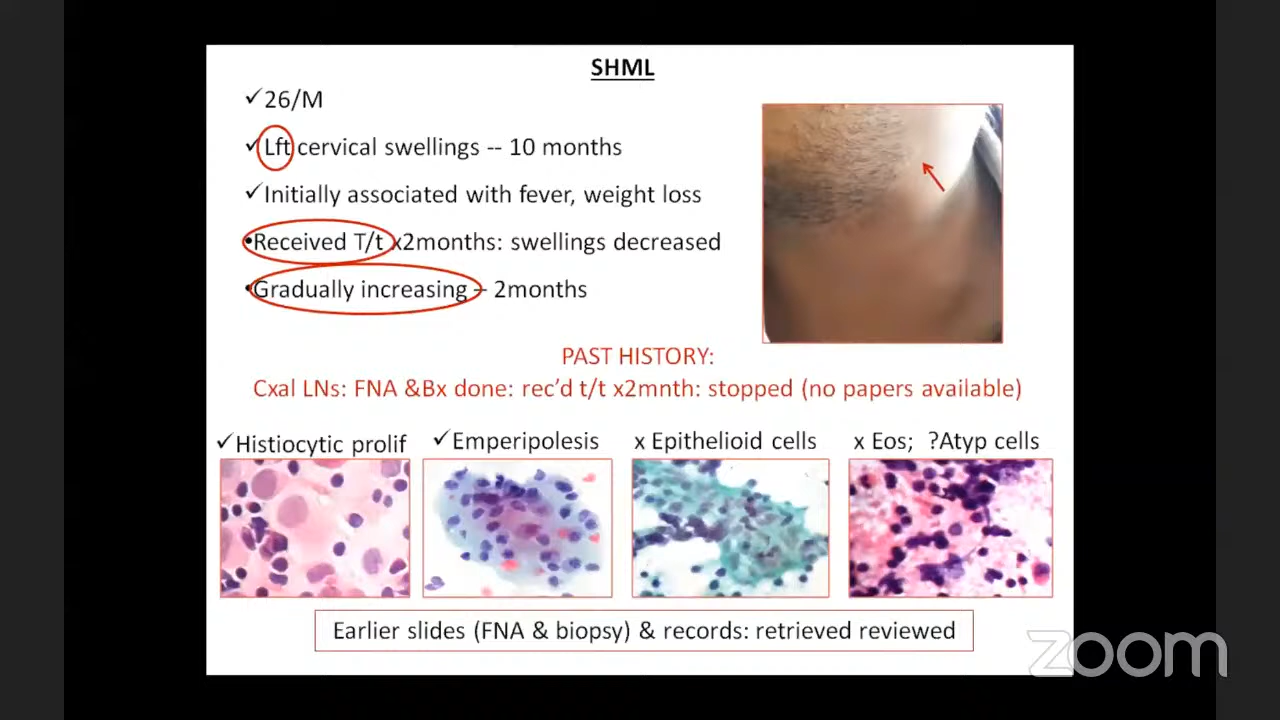 SHML
✓26/M
✓Lft cervical swellings -- 10 months
✓Initially associated with fever, weight loss
•Received T/t x2months: swellings decreased
•Gradually increasing – 2months
PAST HISTORY:
Cxal LNs: FNA &Bx done: rec’d t/t x2mnth: stopped (no papers available)
✓Histiocytic prolif ✓Emperipolesis x Epithelioid cells x Eos; ?Atyp cells
Earlier slides (FNA & biopsy) & records: retrieved reviewed
zoom